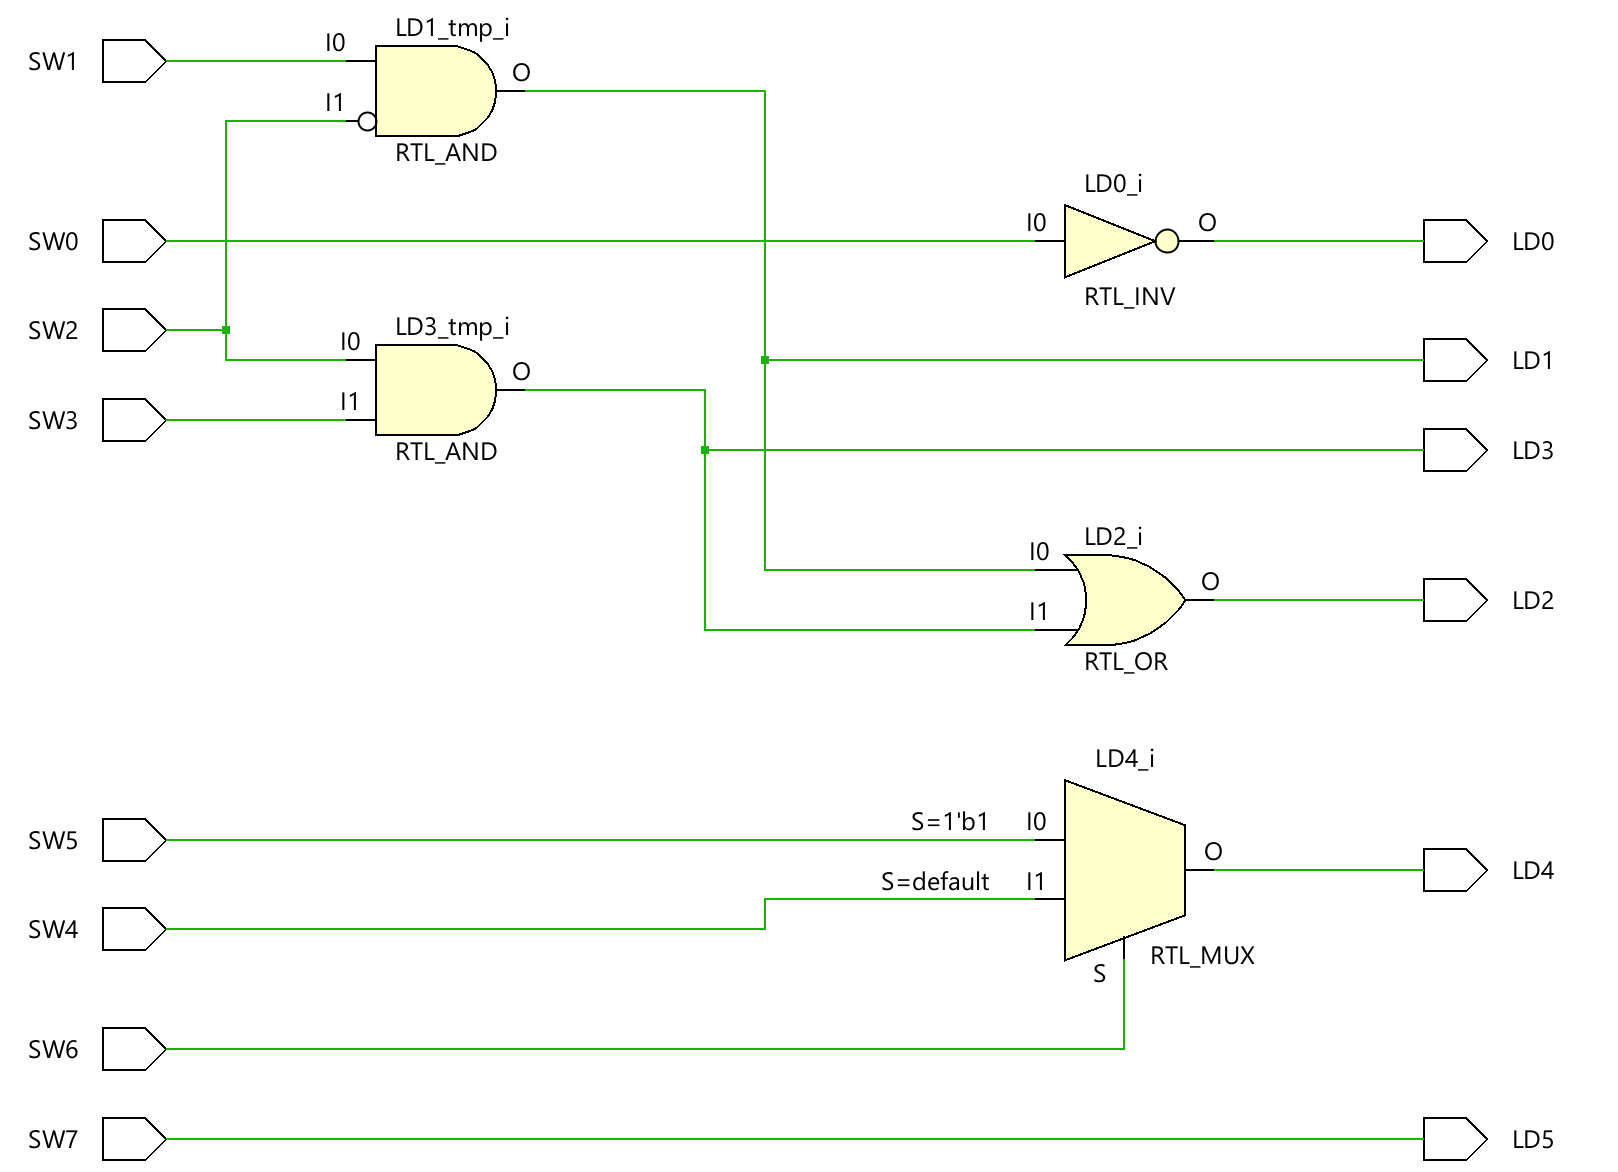 LD1_tmp_i
SW1
I0
O
I1
RTL_AND
LD0_i
SW0
I0
O
LD0
RTL_INV
SW2
LD3_tmp_i
I0
O
LD1
SW3
I1
RTL_AND
LD3
LD2_i
I0
O
LD2
I1
RTL_OR
LD4_i
SW5
S=1'b1
I0
O
LD4
S=default
I1
SW4
S
RTL_MUX
SW6
SW7
LD5